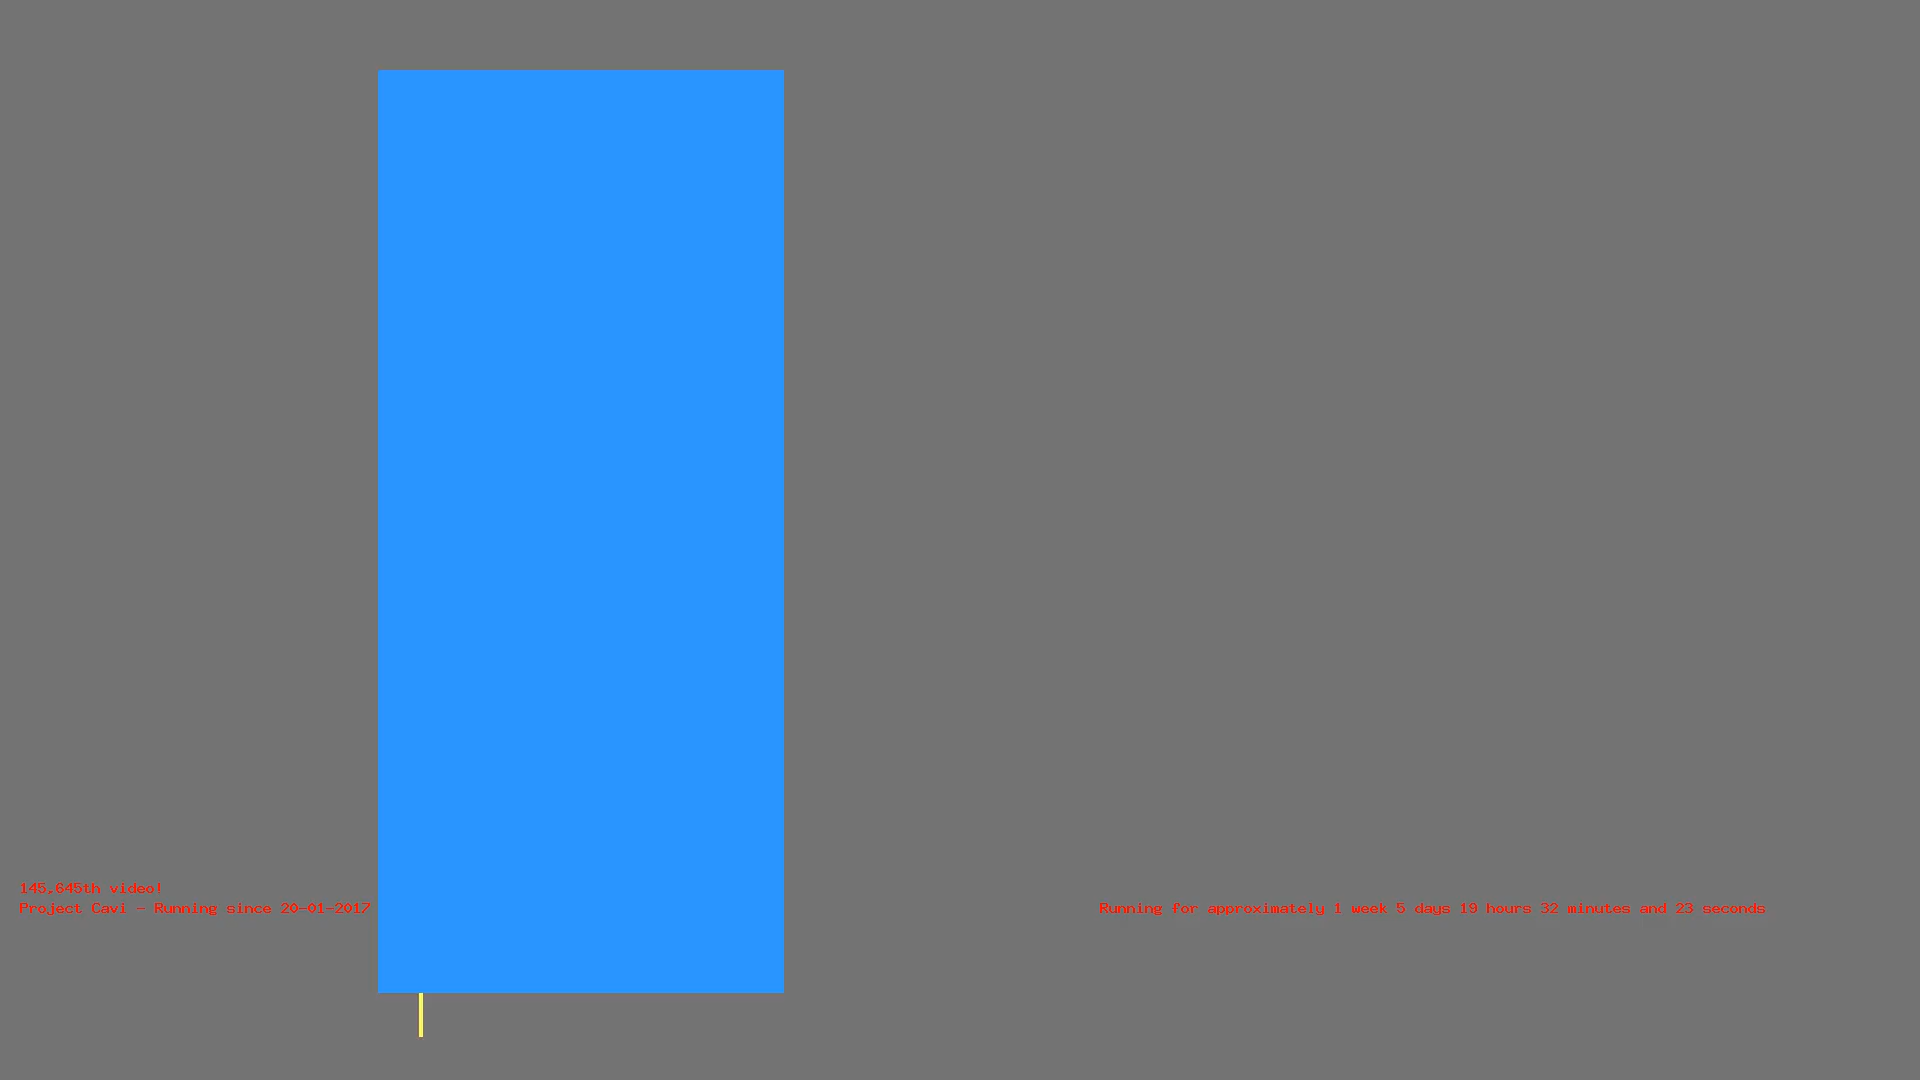 145,645th video!
Project Cavi - Running since 20-01-2017
Running for approximately 1 week 5 days 19 hours 32 minutes and 23 seconds